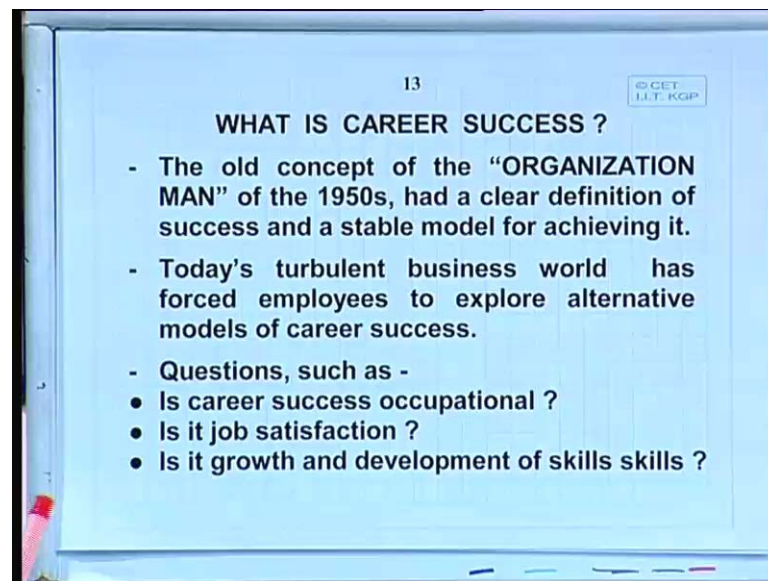 13
© CET
I.I.T. KGP
WHAT IS CAREER SUCCESS ?
- The old concept of the “ORGANIZATION
MAN” of the 1950s, had a clear definition of
success and a stable model for achieving it.
- Today’s turbulent business world has
forced employees to explore alternative
models of career success.
- Questions, such as -
● Is career success occupational ?
● Is it job satisfaction ?
● Is it growth and development of skills skills ?